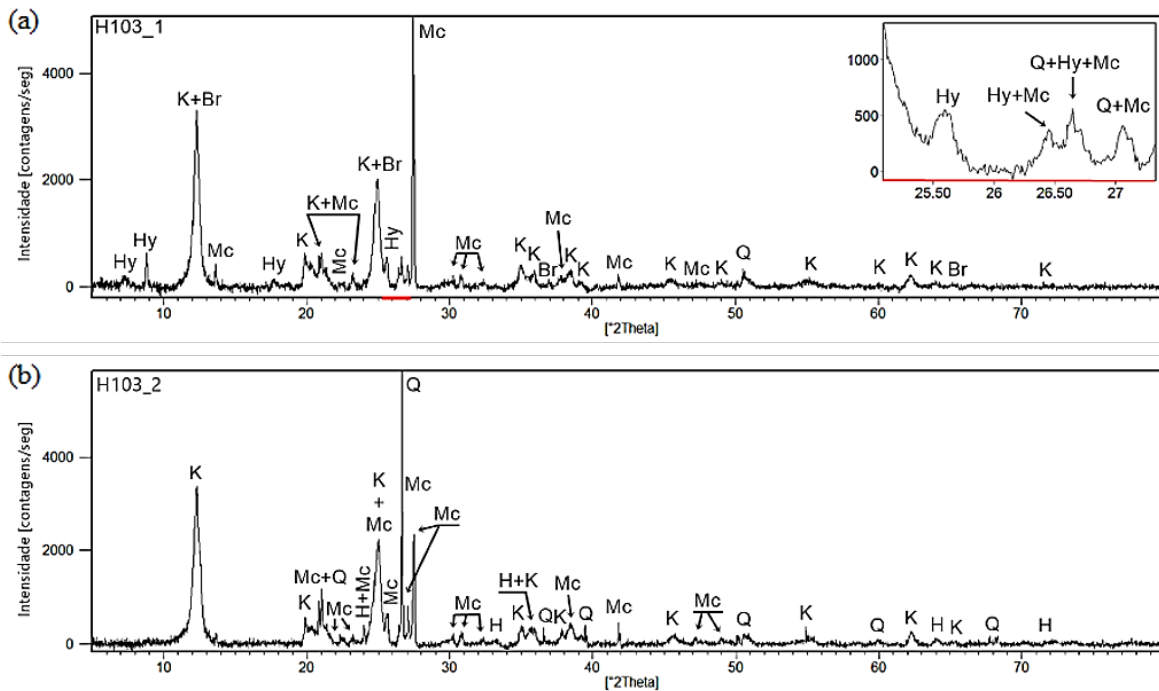 (a)
H103_1
Mc
Intensidade [contagens/seg]
4000
2000
0
K+Br
K+Br
K+Mc
Hy
Hy
Mc
Hy
K
Mc
Hy
Mc
K
K
Br
Mc
K
K
Mc
K
Mc
K
Q
K
K
K
K
Br
K
10
20
30
40
50
60
70
[°2Theta]
1000
500
0
Hy
Hy+Mc
Q+Hy+Mc
Q+Mc
25.50
26
26.50
27
(b)
H103_2
Q
Intensidade [contagens/seg]
4000
2000
0
K
K
+
Mc
Mc
Mc
Mc+Q
K
Mc
H+Mc
Mc
Mc
H
H+K
K
Q
K
Mc
Q
Mc
K
Mc
Q
K
Q
K
H
K
Q
H
10
20
30
40
50
60
70
[°2Theta]